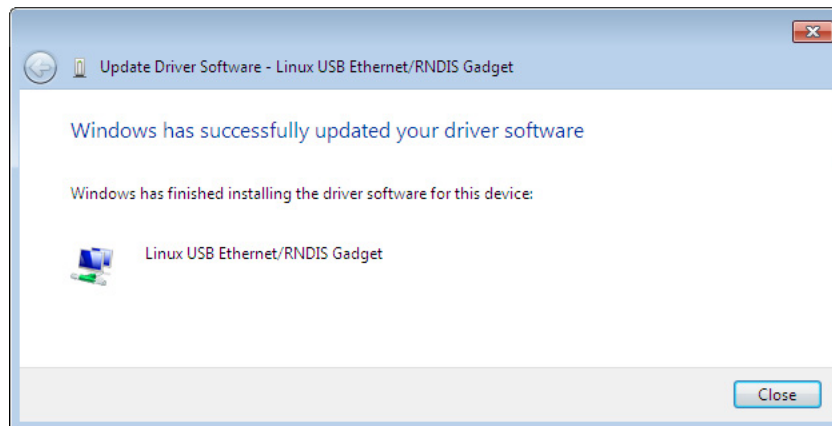 Update Driver Software - Linux USB Ethernet/RNDIS Gadget
Windows has successfully updated your driver software
Windows has finished installing the driver software for this device:
Linux USB Ethernet/RNDIS Gadget
Close